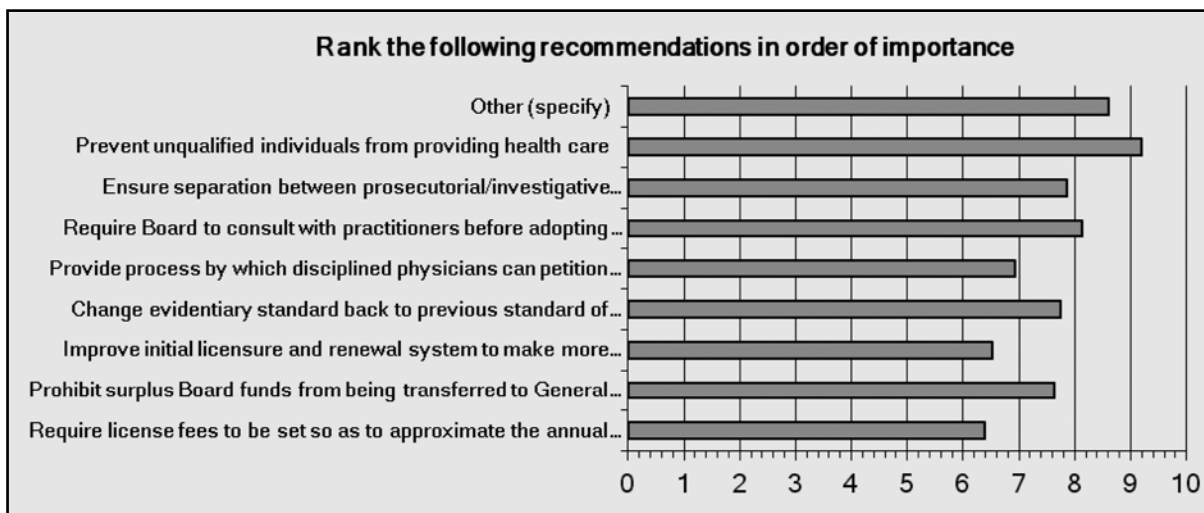 Rank the following recommendations in order of importance
Other (specify)
Prevent unqualified individuals from providing health care
Ensure separation between prosecutorial/investigative...
Require Board to consult with practitioners before adopting...
Provide process by which disciplined physicians can petition...
Change evidentiary standard back to previous standard of...
Improve initial licensure and renewal system to make more...
Prohibit surplus Board funds from being transferred to General...
Require license fees to be set so as to approximate the annual...
0 1 2 3 4 5 6 7 8 9 10